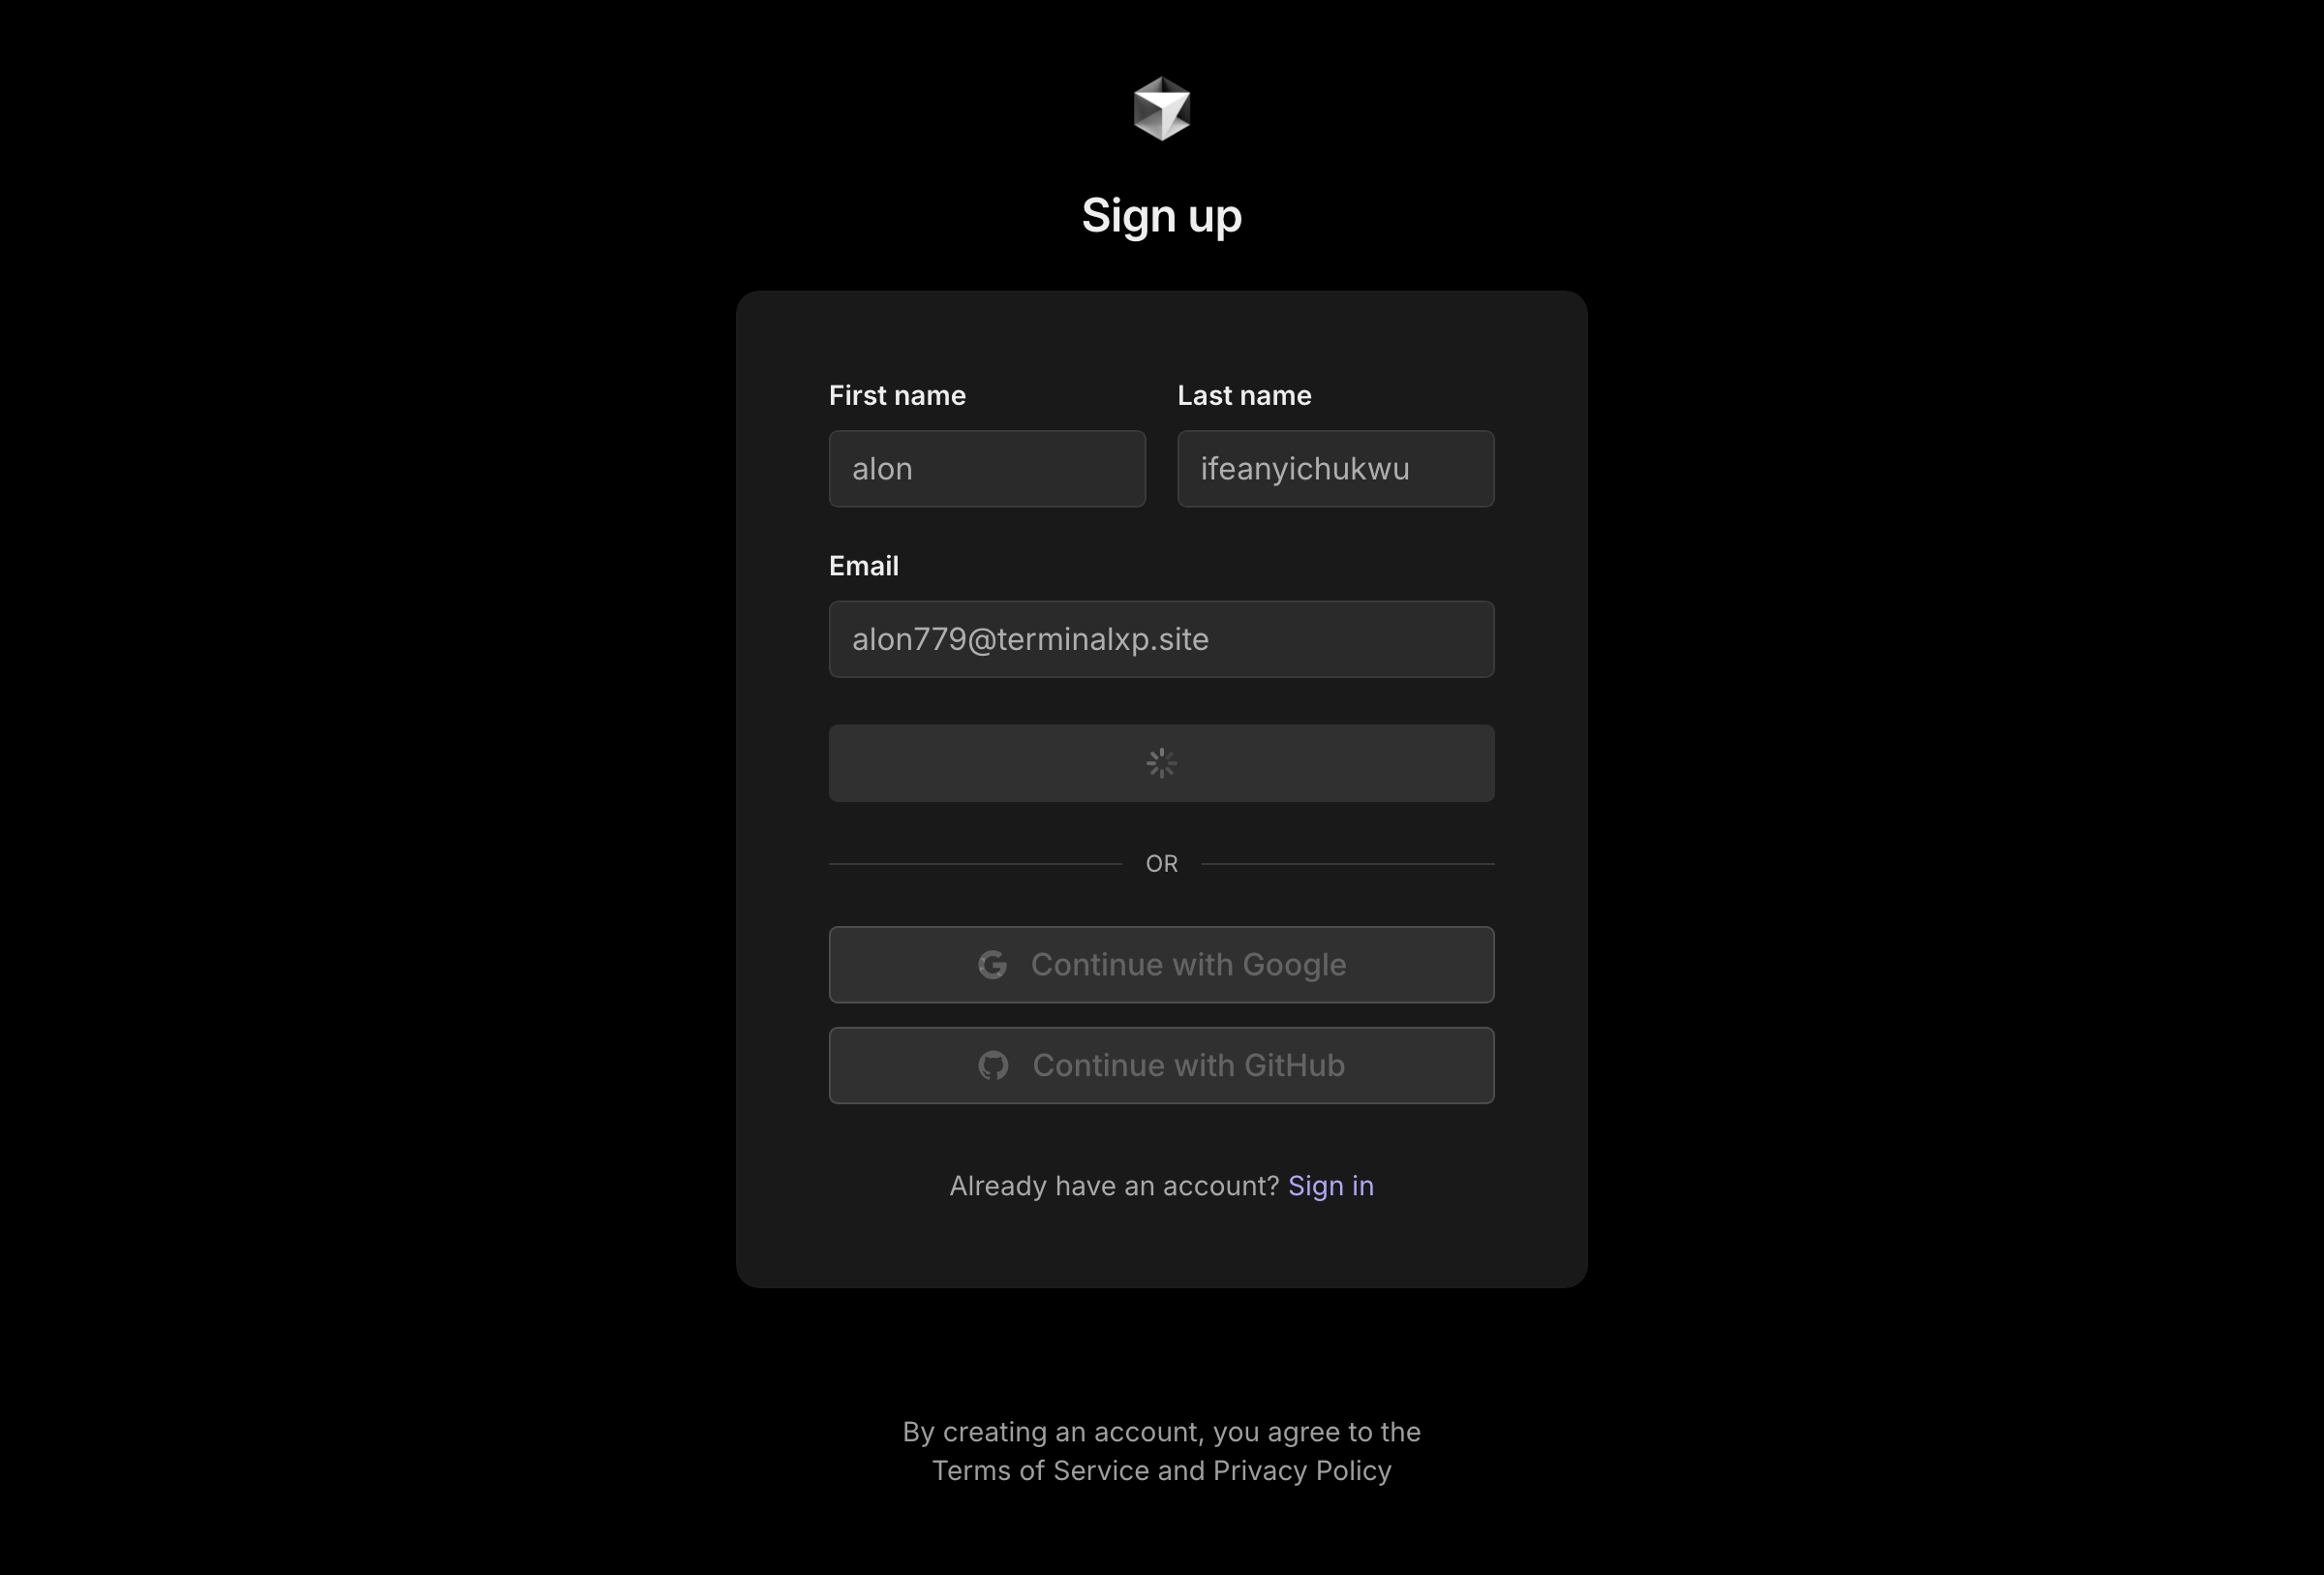 Sign up
First name
Last name
alon
ifeanyichukwu
Email
alon779@terminalxp.site
OR
Continue with Google
Continue with GitHub
Already have an account? Sign in
By creating an account, you agree to the
Terms of Service and Privacy Policy